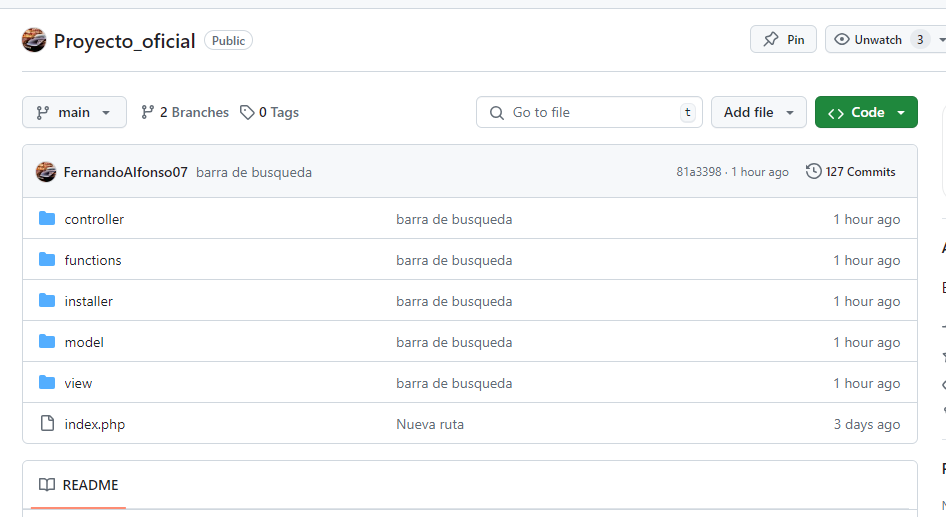 Proyecto_oficial Public Pin Unwatch 3
main 2 Branches 0 Tags Go to file t Add file Code
FernandoAlfonso07 barra de busqueda 81a3398 · 1 hour ago 127 Commits
controller barra de busqueda 1 hour ago
functions barra de busqueda 1 hour ago
installer barra de busqueda 1 hour ago
model barra de busqueda 1 hour ago
view barra de busqueda 1 hour ago
index.php Nueva ruta 3 days ago
README